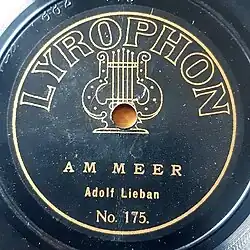 LYROPHON
AM MEER
Adolf Lieban
No. 175.